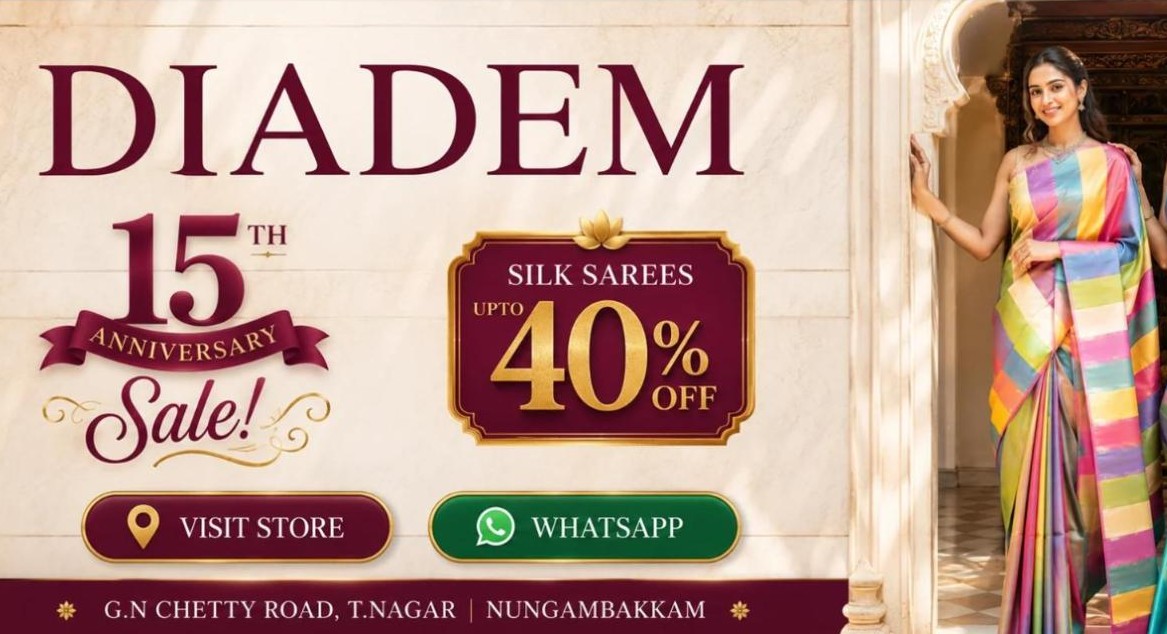 DIADEM
15TH
ANNIVERSARY
Sale!
SILK SAREES
UPTO
40%
OFF
VISIT STORE
WHATSAPP
G.N CHETTY ROAD, T.NAGAR | NUNGAMBAKKAM